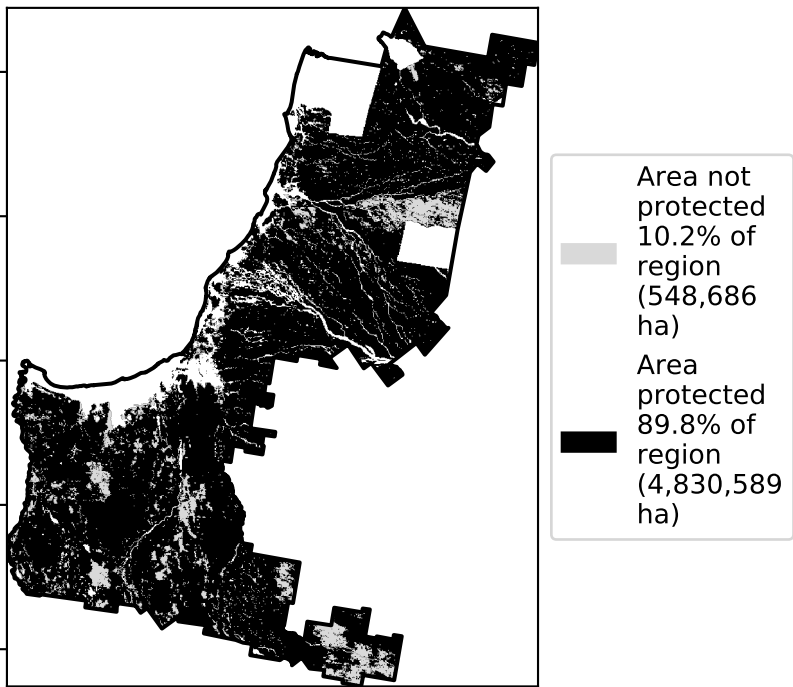 Area not
protected
10.2% of
region
(548,686
ha)
Area
protected
89.8% of
region
(4,830,589
ha)